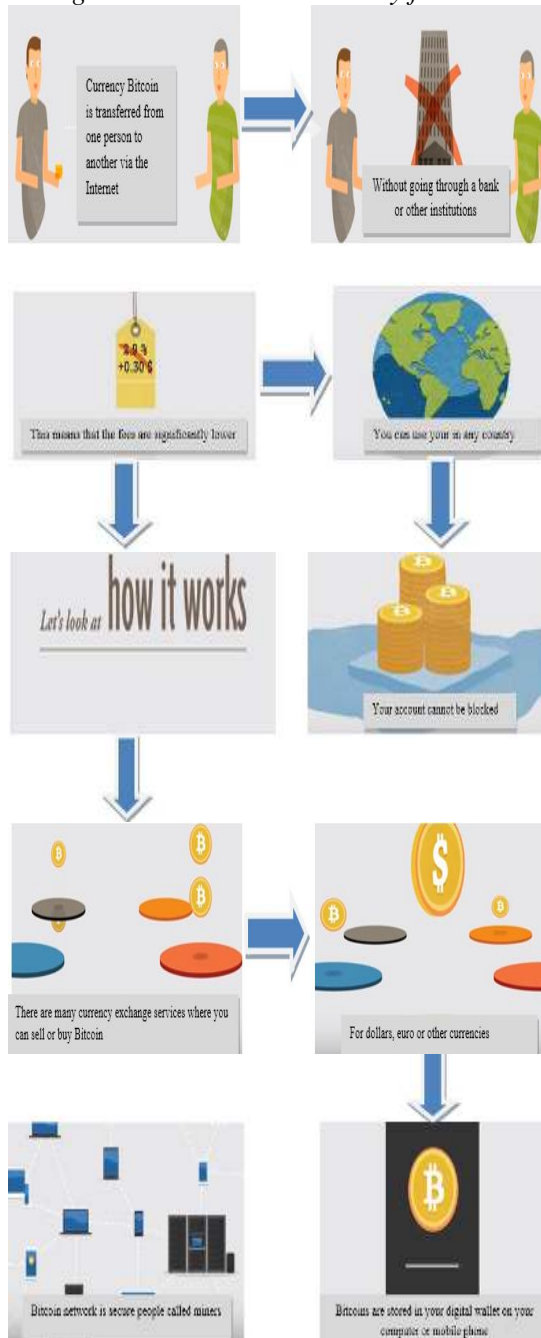 Currency Bitcoin
is transferred from
one person to
another via the
Internet
Without going through a bank
or other institutions
2.9 %
+0.30 $
This means that the fees are significantly lower
You can use your in any country
Let's look at how it works
Your account cannot be blocked
There are many currency exchange services where you
can sell or buy Bitcoin
$
For dollars, euro or other currencies
Bitcoin network is secure people called miners
Bitcoins are stored in your digital wallet on your
computer or mobile phone